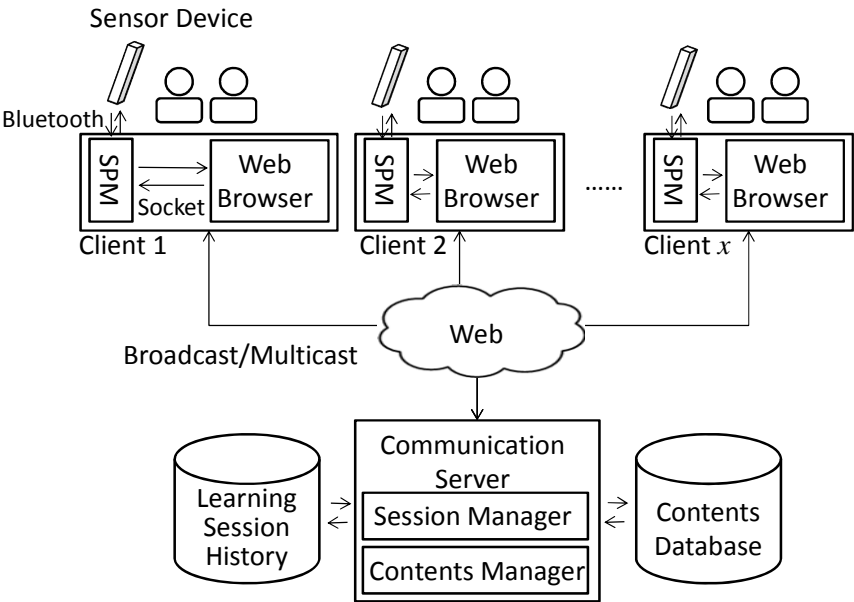 Sensor Device
Bluetooth
SPM
Web
Browser
Socket
Client 1
SPM
Web
Browser
Client 2
......
SPM
Web
Browser
Client x
Web
Broadcast/Multicast
Communication
Server
Session Manager
Contents Manager
Learning
Session
History
Contents
Database